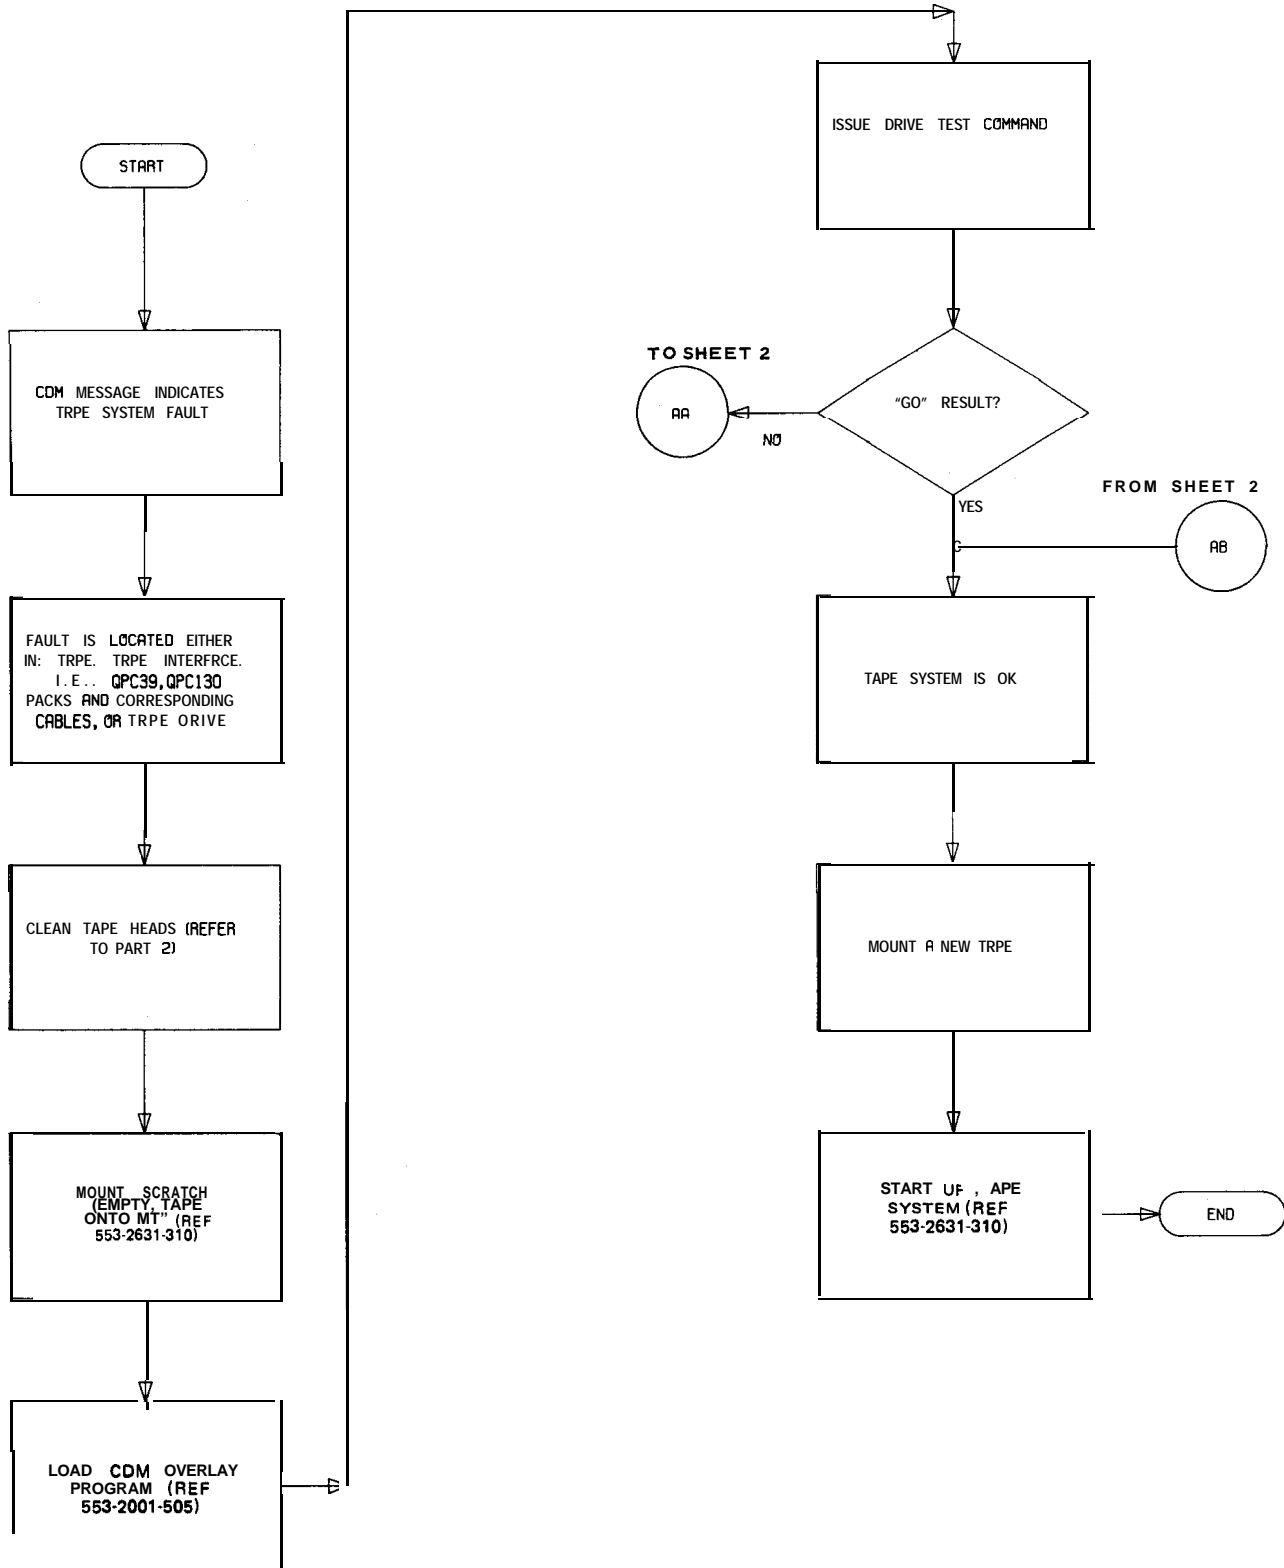 START
CDM MESSAGE INDICATES
TRPE SYSTEM FAULT
FAULT IS LOCATED EITHER
IN: TRPE. TRPE INTERFRCE.
I.E.. QPC39,QPC130
PACKS AND CORRESPONDING
CABLES, OR TRPE ORIVE
CLEAN TAPE HEADS (REFER
TO PART 2)
MOUNT SCRATCH
(EMPTY, TAPE
ONTO MT" (REF
553-2631-310)
LOAD CDM OVERLAY
PROGRAM (REF
553-2001-505)
ISSUE DRIVE TEST COMMAND
"GO" RESULT?
NO
TO SHEET 2
AA
YES
FROM SHEET 2
AB
TAPE SYSTEM IS OK
MOUNT A NEW TRPE
START UF , APE
SYSTEM (REF
553-2631-310)
END